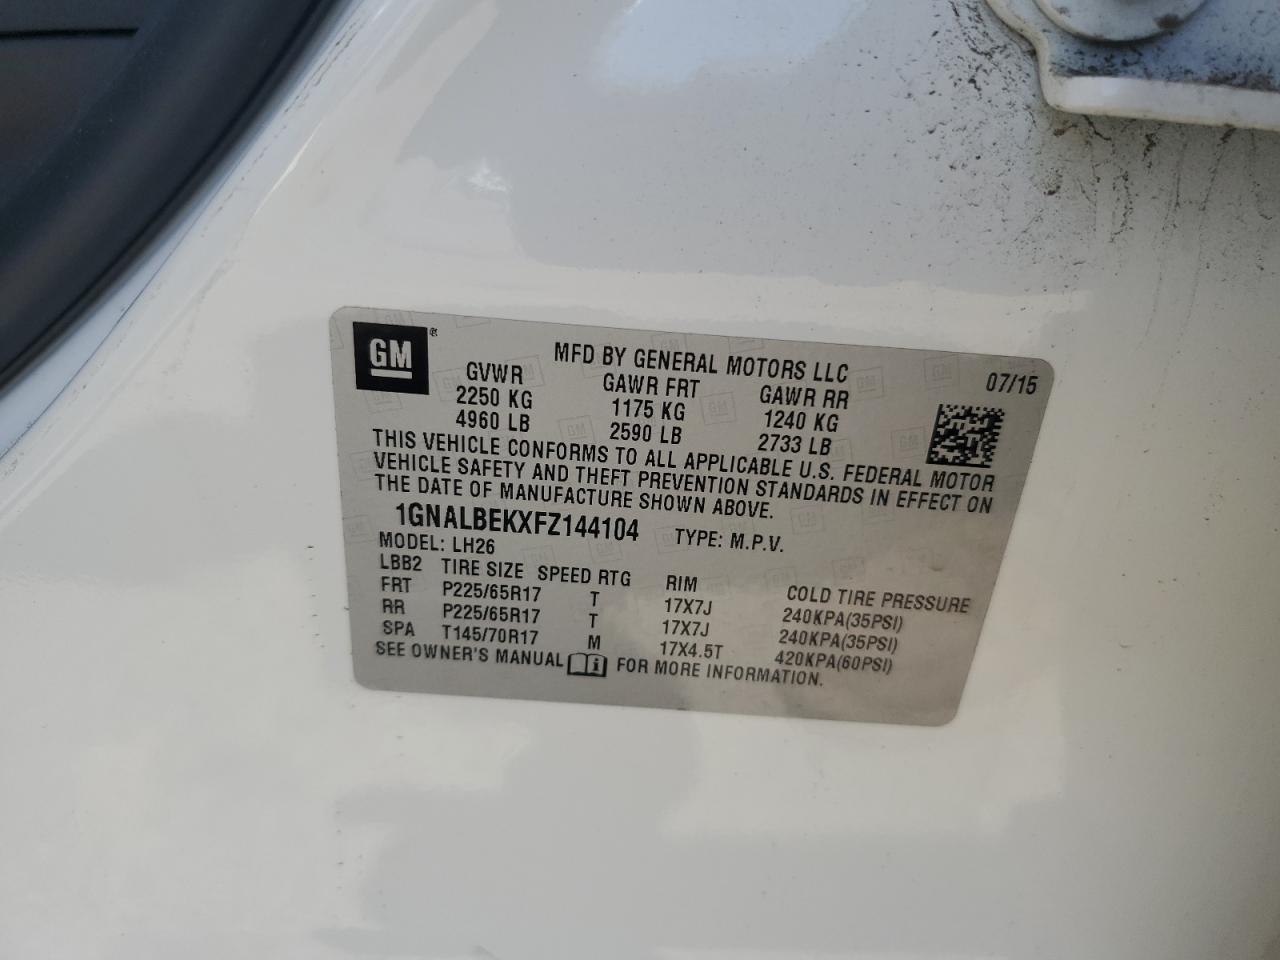 GM®
MFD BY GENERAL MOTORS LLC 07/15
GVWR GAWR FRT GAWR RR
2250 KG 1175 KG 1240 KG
4960 LB 2590 LB 2733 LB
THIS VEHICLE CONFORMS TO ALL APPLICABLE U.S. FEDERAL MOTOR
VEHICLE SAFETY AND THEFT PREVENTION STANDARDS IN EFFECT ON
THE DATE OF MANUFACTURE SHOWN ABOVE.
1GNALBEKXFZ144104 TYPE: M.P.V.
MODEL: LH26
LBB2 TIRE SIZE SPEED RTG RIM COLD TIRE PRESSURE
FRT P225/65R17 T 17X7J 240KPA(35PSI)
RR P225/65R17 T 17X7J 240KPA(35PSI)
SPA T145/70R17 M 17X4.5T 420KPA(60PSI)
SEE OWNER'S MANUAL i FOR MORE INFORMATION.